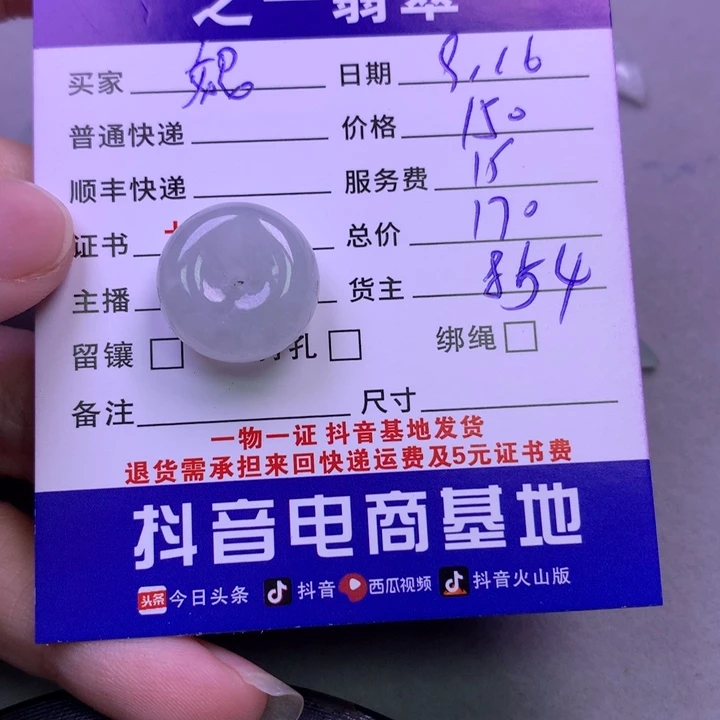 之一翡翠
买家 日期 9.16
普通快递 价格 150
顺丰快递 服务费 15
证书 总价 170
主播 货主 854
留镶 孔 绑绳
备注 尺寸
一物一证 抖音基地发货
退货需承担来回快递运费及5元证书费
抖音电商基地
头条 今日头条 抖音 西瓜视频 抖音火山版